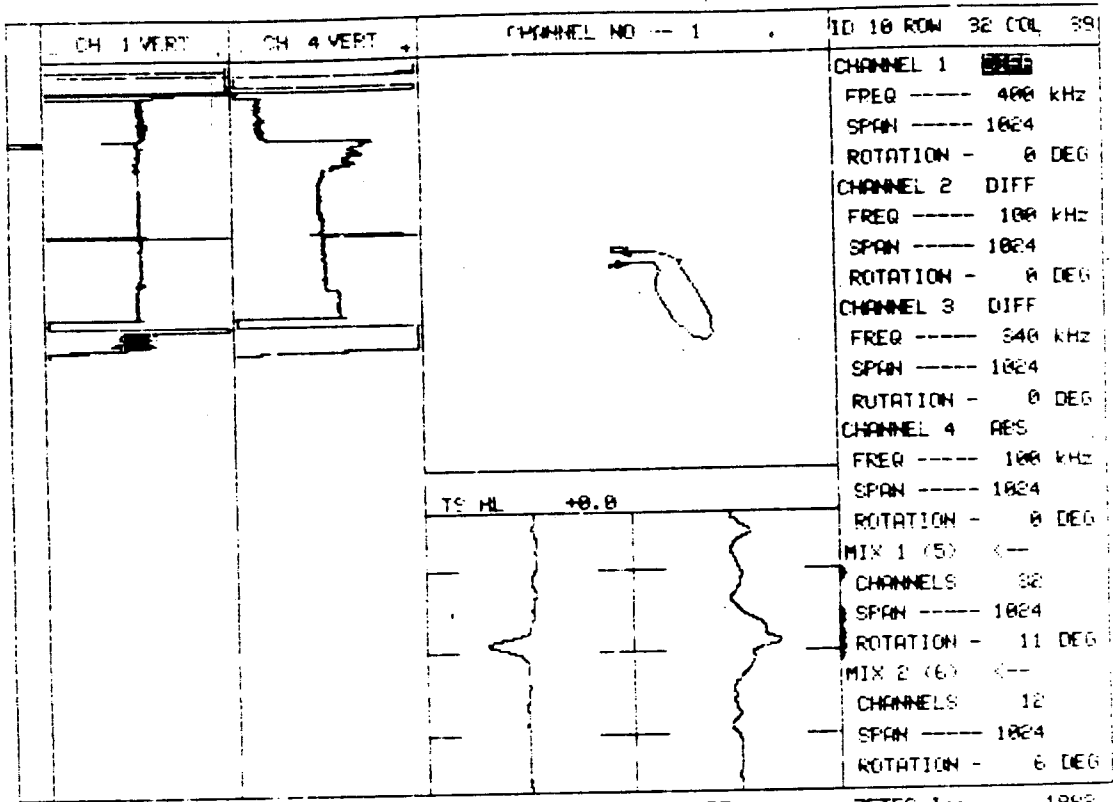 CH 1 VERT
CH 4 VERT
CHANNEL NO -- 1
ID 10 ROW 32 COL 39
CHANNEL 1 DIFF
FREQ ----- 400 kHz
SPAN ----- 1024
ROTATION - 0 DEG
CHANNEL 2 DIFF
FREQ ----- 100 kHz
SPAN ----- 1024
ROTATION - 0 DEG
CHANNEL 3 DIFF
FREQ ----- kHz
SPAN ----- 1024
ROTATION - 0 DEG
CHANNEL 4 ABS
FREQ ----- 100 kHz
SPAN ----- 1024
ROTATION - 0 DEG
MIX 1 (5) <--
CHANNELS 32
SPAN ----- 1024
ROTATION - 11 DEG
MIX 2 (6) <--
CHANNELS 12
SPAN ----- 1024
ROTATION - 6 DEG
TS HL +0.0